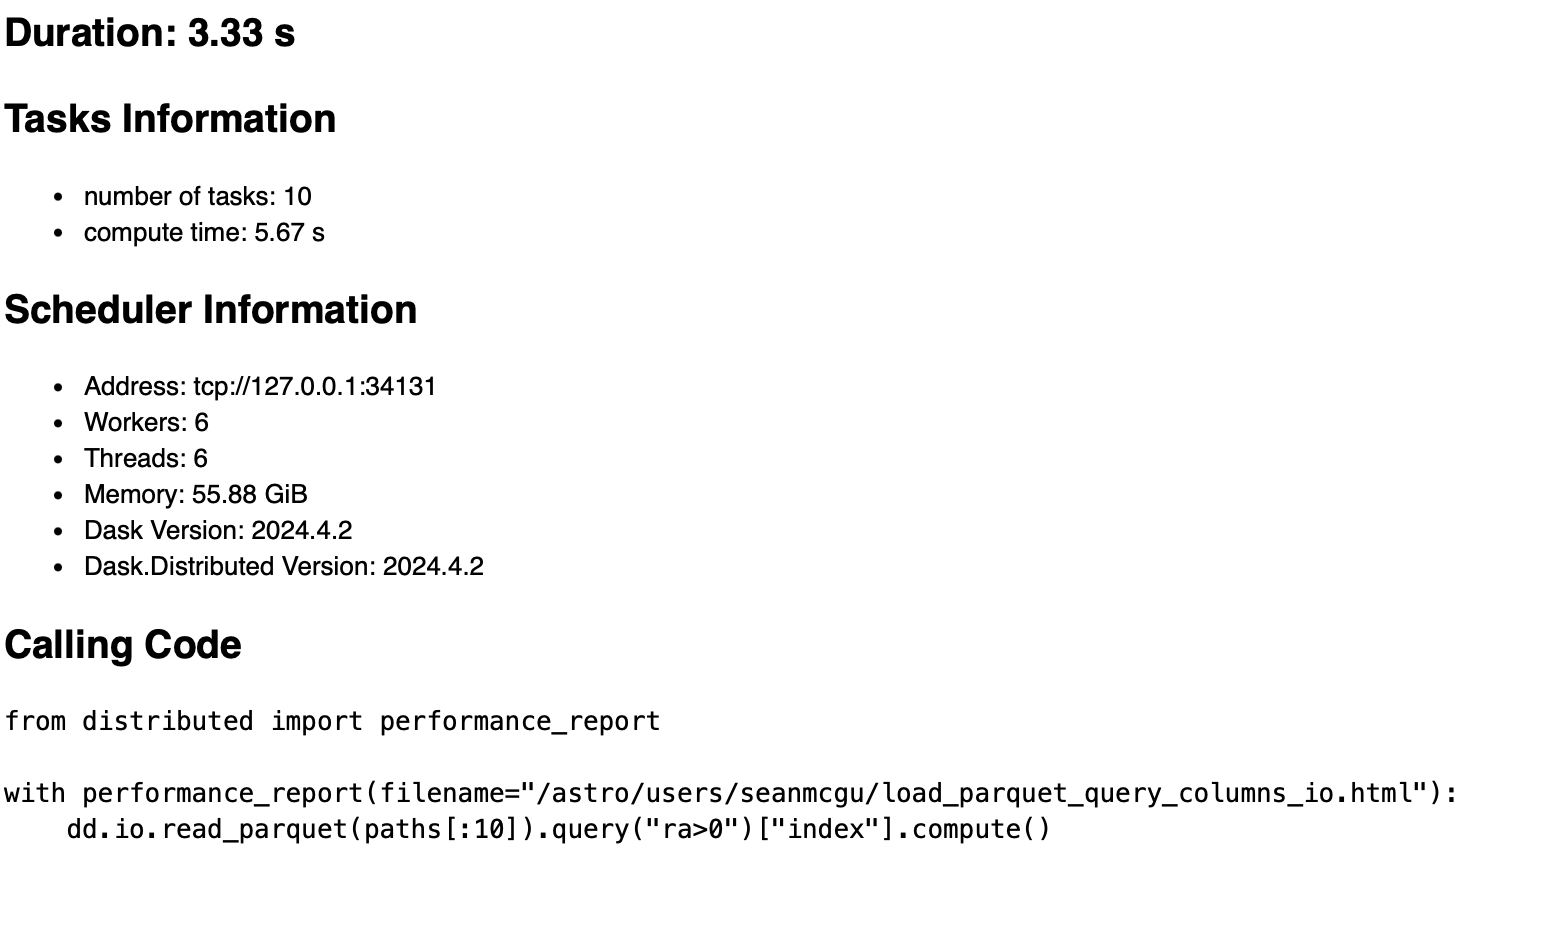 Duration: 3.33 s
Tasks Information
• number of tasks: 10
• compute time: 5.67 s
Scheduler Information
• Address: tcp://127.0.0.1:34131
• Workers: 6
• Threads: 6
• Memory: 55.88 GiB
• Dask Version: 2024.4.2
• Dask.Distributed Version: 2024.4.2
Calling Code
from distributed import performance_report
with performance_report(filename="/astro/users/seanmcgu/load_parquet_query_columns_io.html"):
    dd.io.read_parquet(paths[:10]).query("ra>0")["index"].compute()